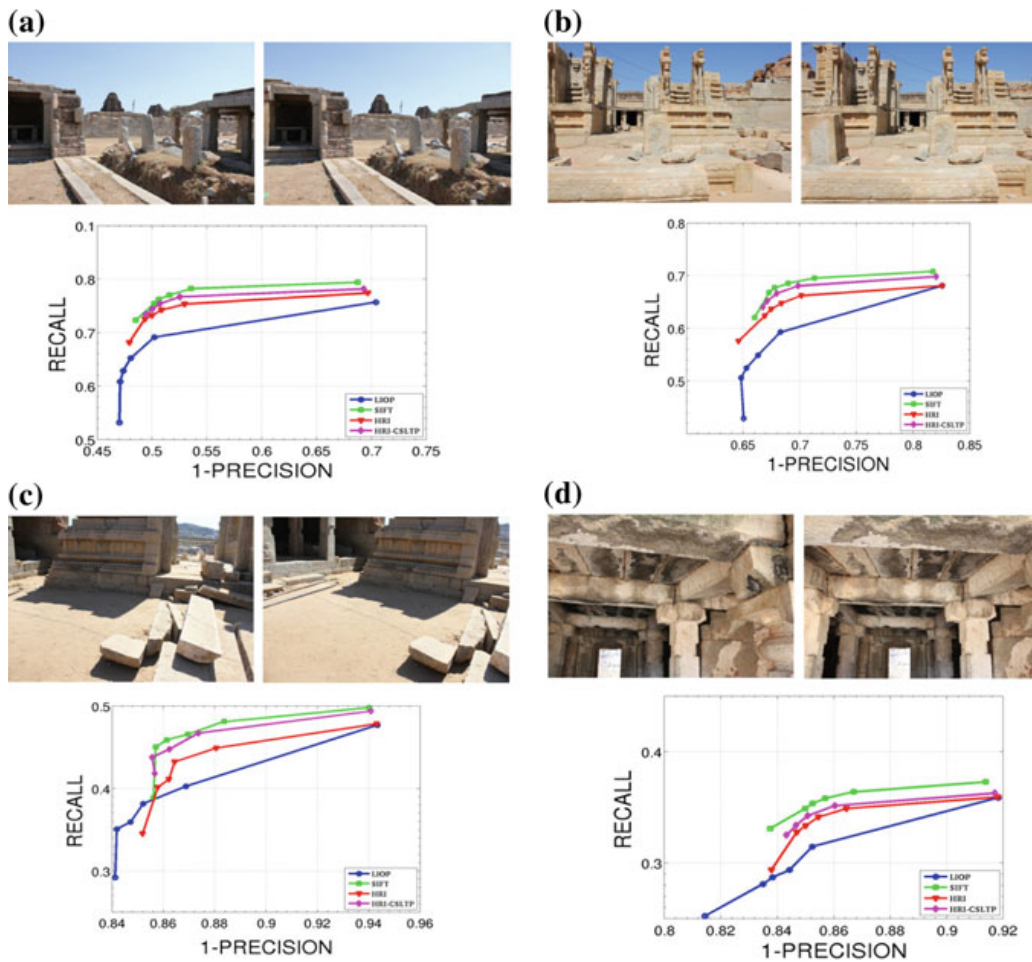 (a)
0.1
0.8
0.7
0.6
0.5
RECALL
0.45 0.5 0.55 0.6 0.65 0.7 0.75
1-PRECISION
LIOP
SIFT
HRI
HRI-CSLTP
(b)
0.8
0.7
0.6
0.5
RECALL
0.65 0.7 0.75 0.8 0.85
1-PRECISION
LIOP
SIFT
HRI
HRI-CSLTP
(c)
0.5
0.4
0.3
RECALL
0.84 0.86 0.88 0.9 0.92 0.94 0.96
1-PRECISION
LIOP
SIFT
HRI
HRI-CSLTP
(d)
0.4
0.3
RECALL
0.8 0.82 0.84 0.86 0.88 0.9 0.92
1-PRECISION
LIOP
SIFT
HRI
HRI-CSLTP